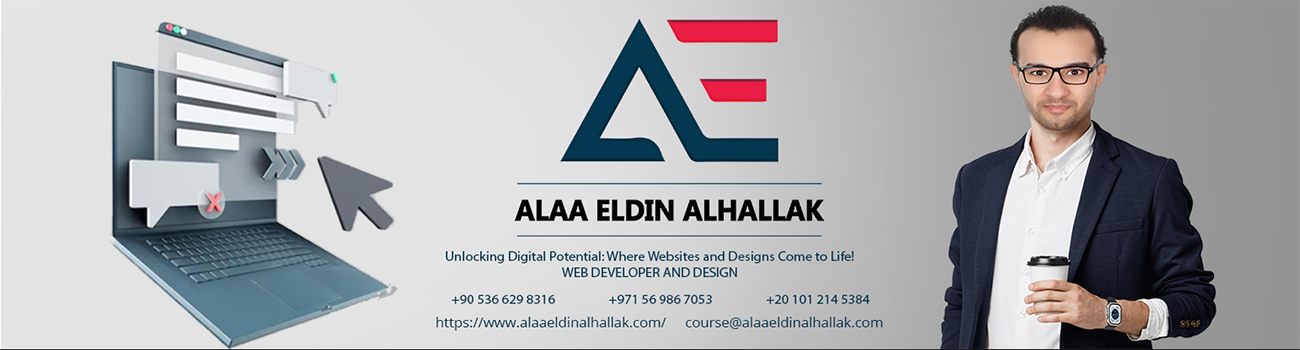 AE
ALAA ELDIN ALHALLAK
Unlocking Digital Potential: Where Websites and Designs Come to Life!
WEB DEVELOPER AND DESIGN
+90 536 629 8316 +971 56 986 7053 +20 101 214 5384
https://www.alaaeldinalhallak.com/ course@alaaeldinalhallak.com